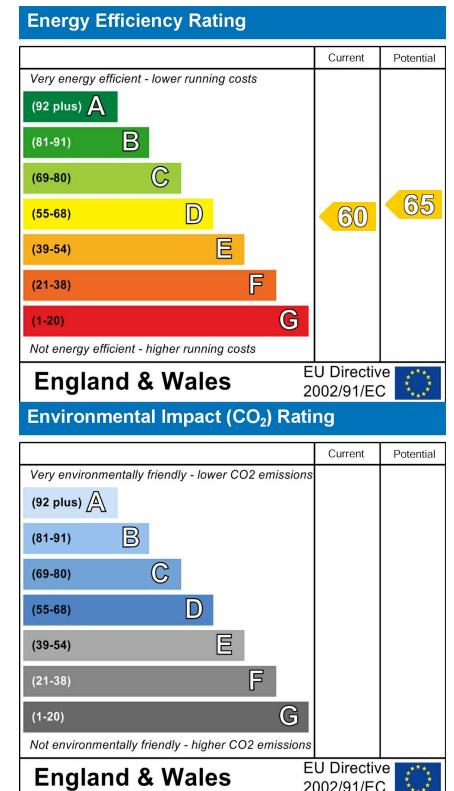 Energy Efficiency Rating
Current Potential
Very energy efficient - lower running costs
(92 plus) A
(81-91) B
(69-80) C
(55-68) D
60 65
(39-54) E
(21-38) F
(1-20) G
Not energy efficient - higher running costs
England & Wales
EU Directive
2002/91/EC
Environmental Impact (CO₂) Rating
Current Potential
Very environmentally friendly - lower CO2 emissions
(92 plus) A
(81-91) B
(69-80) C
(55-68) D
(39-54) E
(21-38) F
(1-20) G
Not environmentally friendly - higher CO2 emissions
England & Wales
EU Directive
2002/91/EC